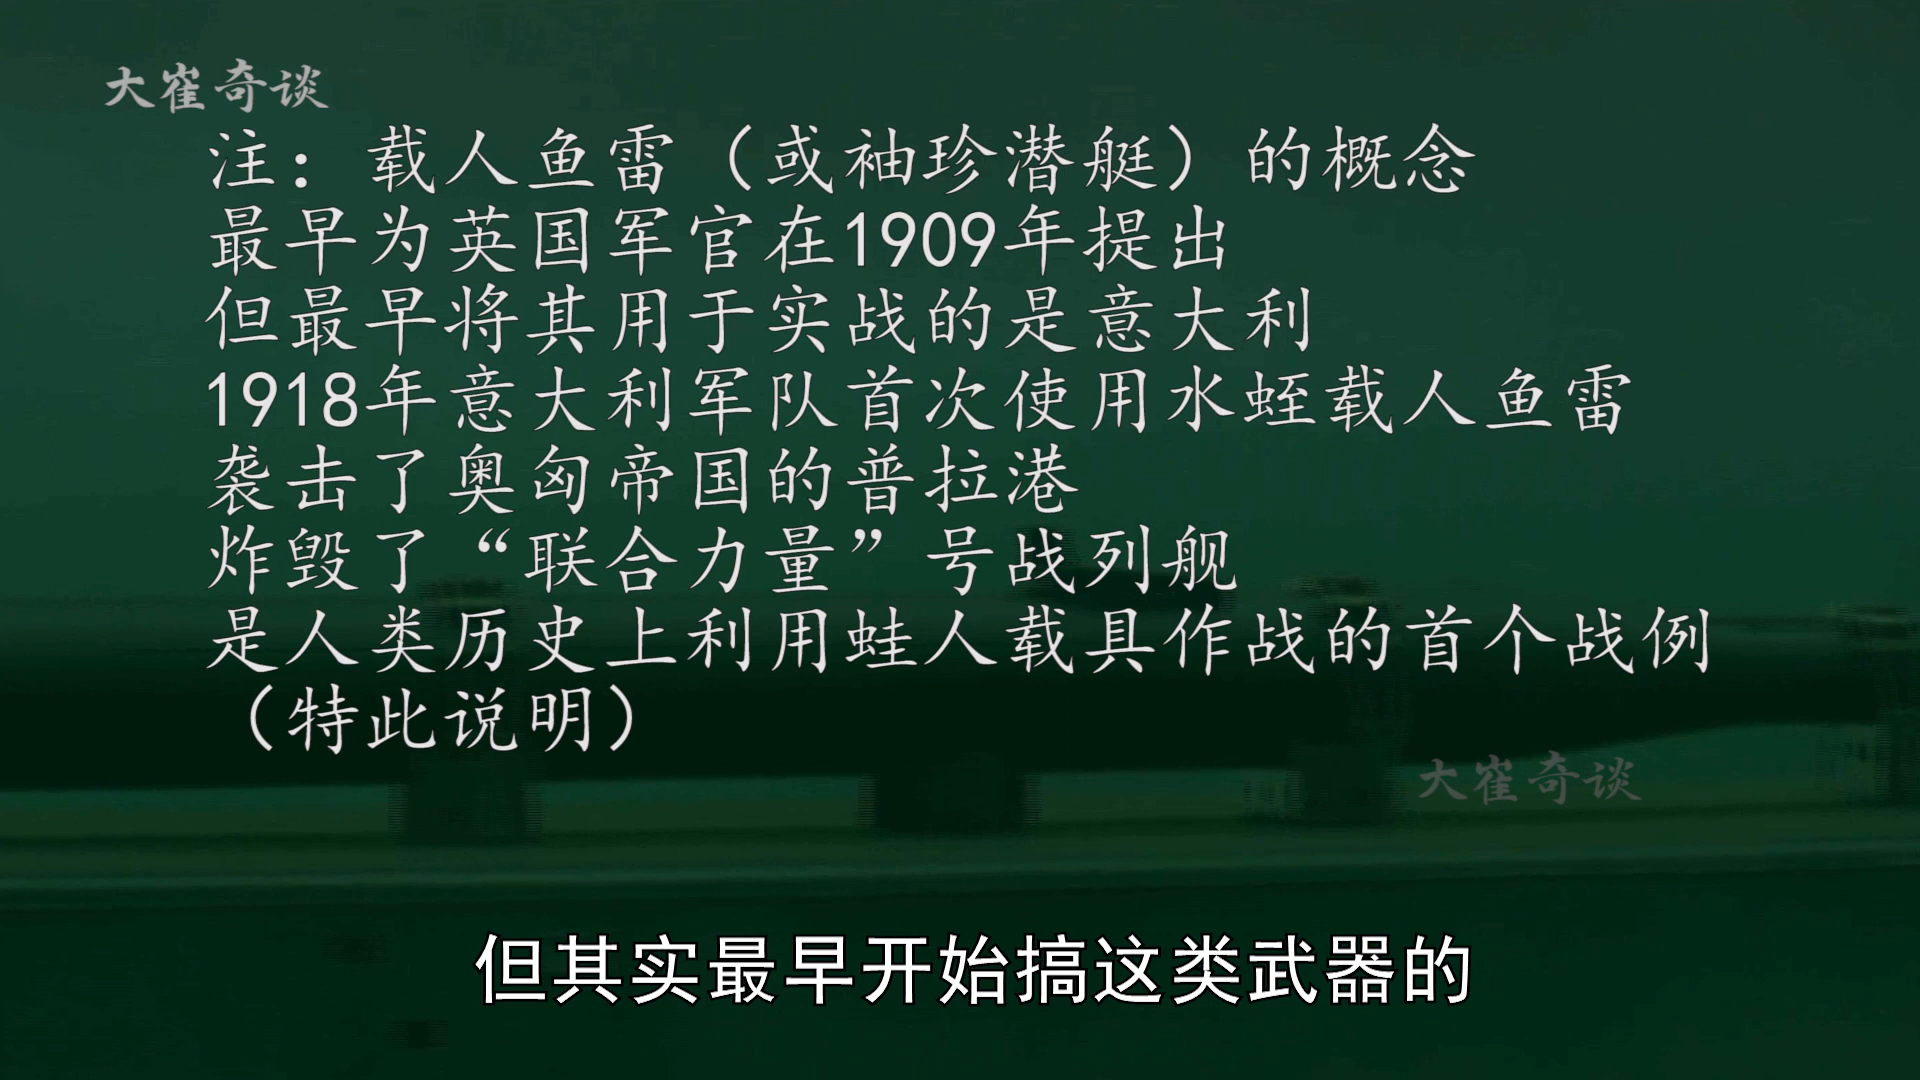 大崔奇谈
注：载人鱼雷（或袖珍潜艇）的概念
最早为英国军官在1909年提出
但最早将其用于实战的是意大利
1918年意大利军队首次使用水蛭载人鱼雷
袭击了奥匈帝国的普拉港
炸毁了“联合力量”号战列舰
是人类历史上利用蛙人载具作战的首个战例
（特此说明）
大崔奇谈
但其实最早开始搞这类武器的